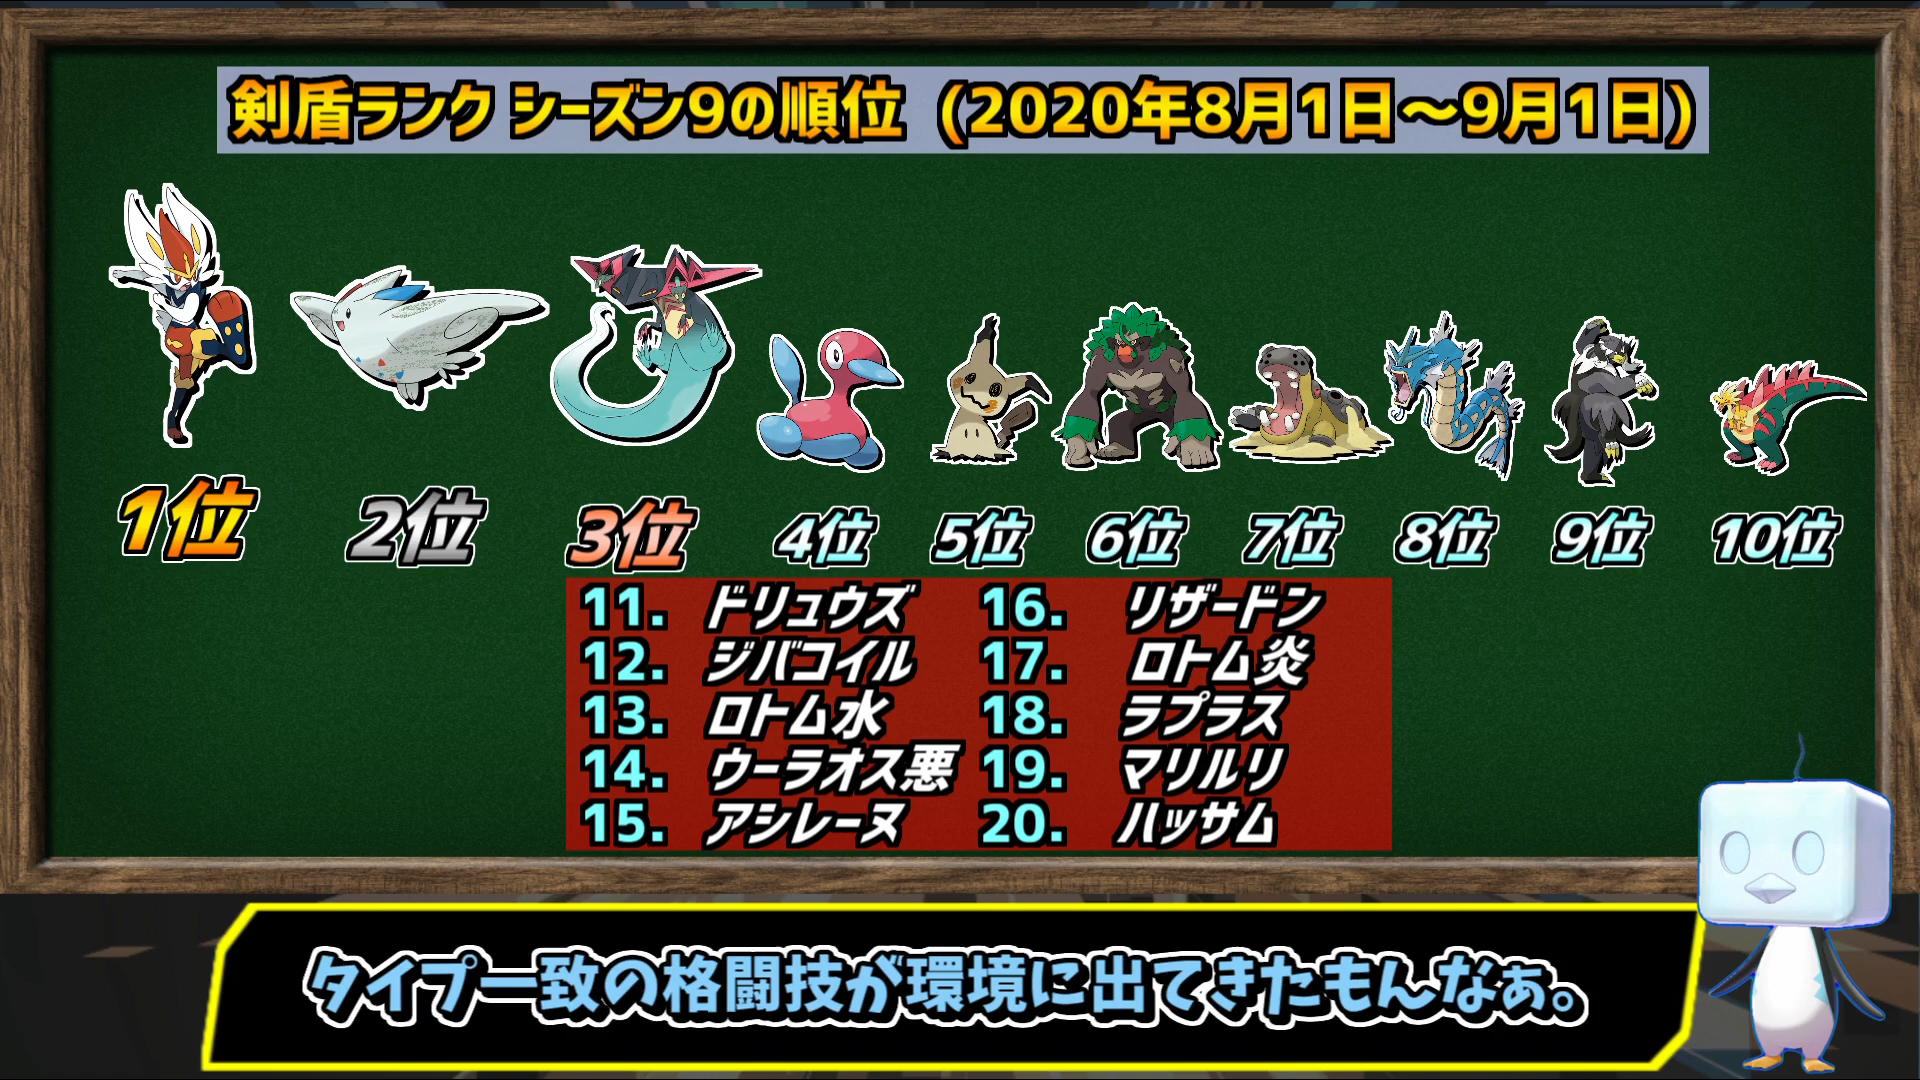 剣盾ランク シーズン9の順位 (2020年8月1日～9月1日)
1位 2位 3位 4位 5位 6位 7位 8位 9位 10位
11. ドリュウズ 16. リザードン
12. ジバコイル 17. ロトム炎
13. ロトム水 18. ラプラス
14. ウーラオス悪 19. マリルリ
15. アシレーヌ 20. ハッサム
タイプ一致の格闘技が環境に出てきたもんなぁ。